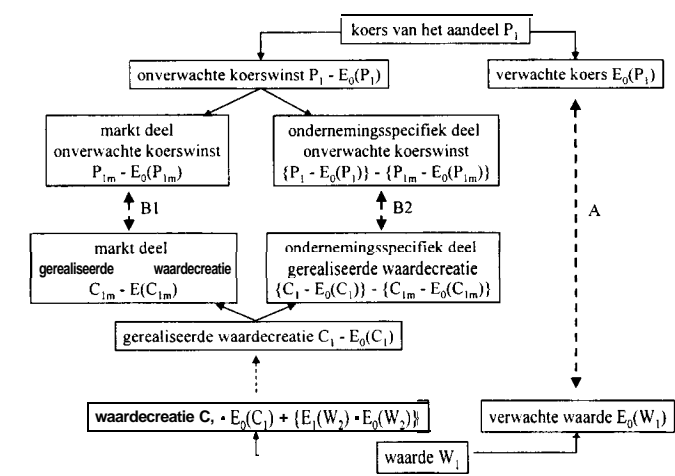 koers van het aandeel P₁
onverwachte koerswinst P₁ - E₀(P₁)
verwachte koers E₀(P₁)
markt deel
onverwachte koerswinst
P₁ₘ - E₀(P₁ₘ)
ondernemingsspecifiek deel
onverwachte koerswinst
{P₁ - E₀(P₁)} - {P₁ₘ - E₀(P₁ₘ)}
B1
B2
A
markt deel
gerealiseerde waardecreatie
C₁ₘ - E(C₁ₘ)
ondernemingsspecifiek deel
gerealiseerde waardecreatie
{C₁ - E₀(C₁)} - {C₁ₘ - E₀(C₁ₘ)}
gerealiseerde waardecreatie C₁ - E₀(C₁)
waardecreatie C, - E₀(C₁) + {E₁(W₂) - E₀(W₂)}
verwachte waarde E₀(W₁)
waarde W₁